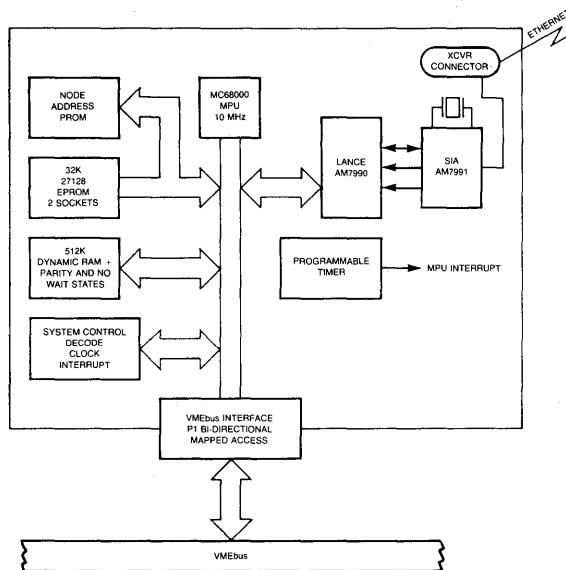 ETHERNET
XCVR
CONNECTOR
NODE
ADDRESS
PROM
MC68000
MPU
10 MHz
LANCE
AM7990
SIA
AM7991
32K
27128
EPROM
2 SOCKETS
512K
DYNAMIC RAM +
PARITY AND NO
WAIT STATES
PROGRAMMABLE
TIMER
MPU INTERRUPT
SYSTEM CONTROL
DECODE
CLOCK
INTERRUPT
VMEbus INTERFACE
P1 BI-DIRECTIONAL
MAPPED ACCESS
VMEbus